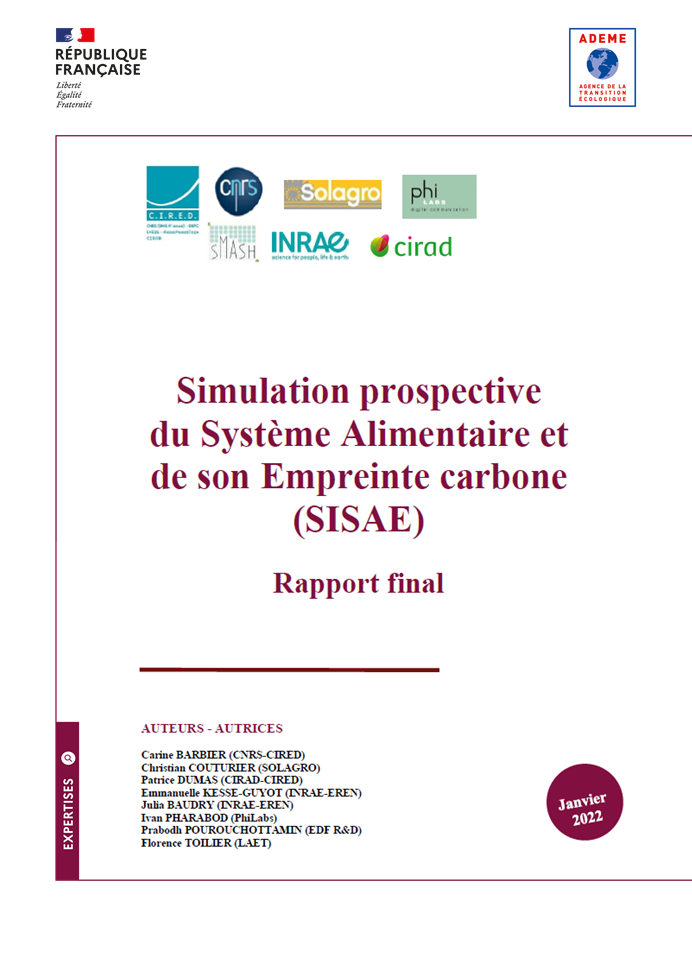 RÉPUBLIQUE
FRANÇAISE
Liberté
Égalité
Fraternité
ADEME
AGENCE DE LA
TRANSITION
ÉCOLOGIQUE
C.I.R.E.D.
cnrs
Solagro
phi
LABS
SMASH
INRAE
science for people, life & earth
cirad
Simulation prospective
du Système Alimentaire et
de son Empreinte carbone
(SISAE)
Rapport final
AUTEURS - AUTRICES
Carine BARBIER (CNRS-CIRED)
Christian COUTURIER (SOLAGRO)
Patrice DUMAS (CIRAD-CIRED)
Emmanuelle KESSE-GUYOT (INRAE-EREN)
Julia BAUDRY (INRAE-EREN)
Ivan PHARABOD (PhiLabs)
Prabodh POUROUCHOTTAMIN (EDF R&D)
Florence TOILIER (LAET)
EXPERTISES
Janvier
2022